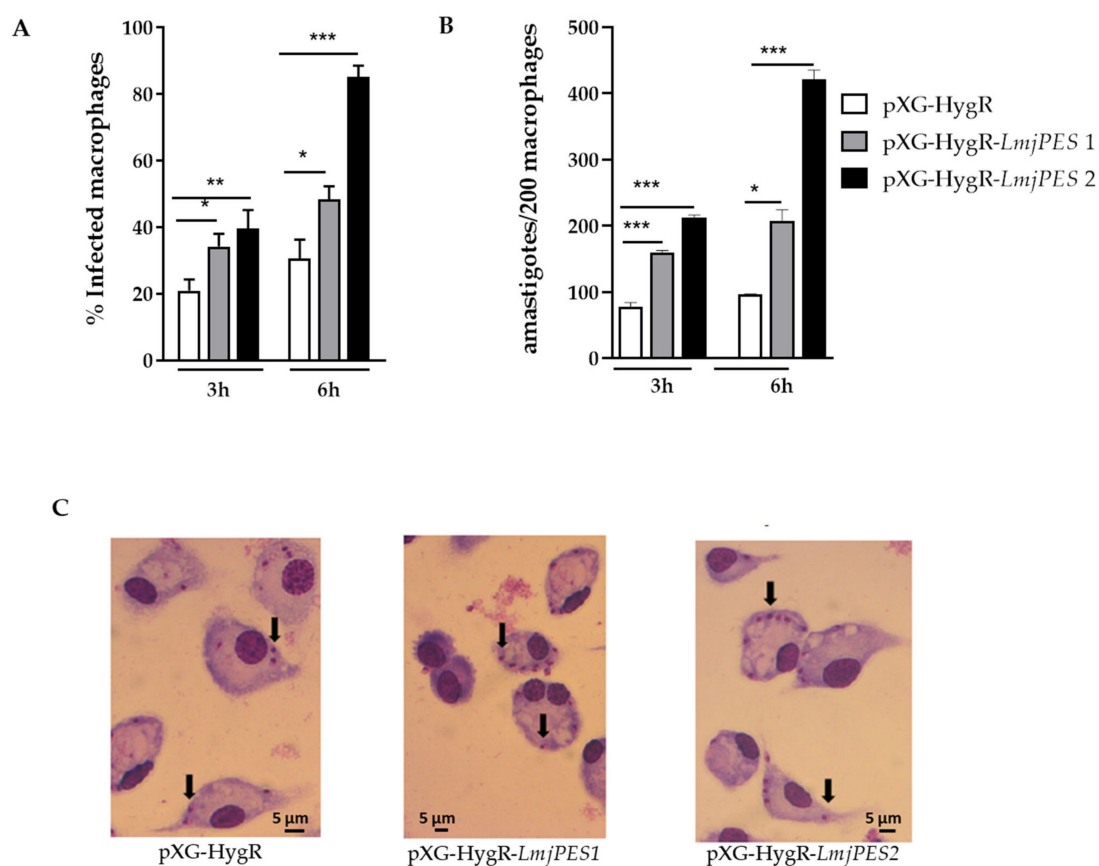 A
% Infected macrophages
100
80
60
40
20
0
***
*
**
*
3h
6h
B
amastigotes/200 macrophages
500
400
300
200
100
0
***
*
***
***
3h
6h
pXG-HygR
pXG-HygR-LmjPES 1
pXG-HygR-LmjPES 2
C
5 µm
5 µm
5 µm
pXG-HygR
pXG-HygR-LmjPES1
pXG-HygR-LmjPES2